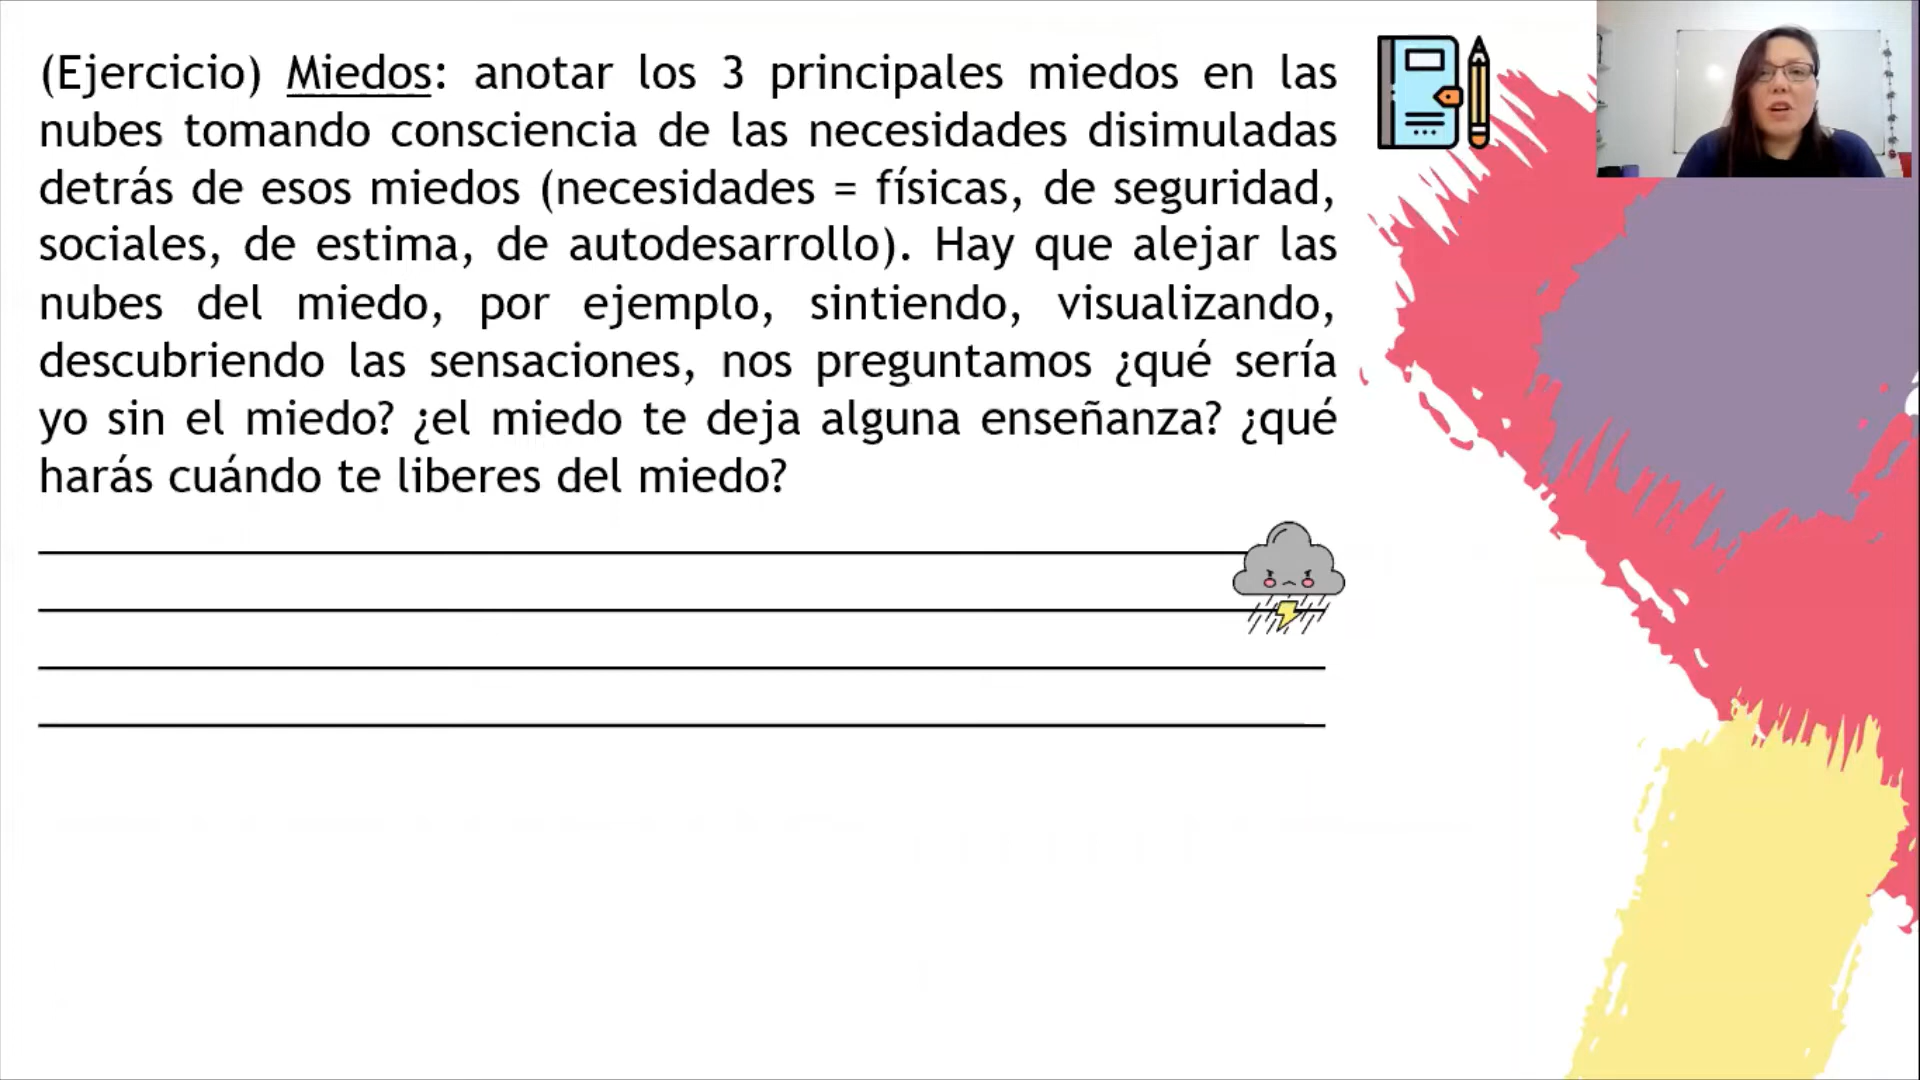 (Ejercicio) Miedos: anotar los 3 principales miedos en las
nubes tomando consciencia de las necesidades disimuladas
detrás de esos miedos (necesidades = físicas, de seguridad,
sociales, de estima, de autodesarrollo). Hay que alejar las
nubes del miedo, por ejemplo, sintiendo, visualizando,
descubriendo las sensaciones, nos preguntamos ¿qué sería
yo sin el miedo? ¿el miedo te deja alguna enseñanza? ¿qué
harás cuándo te liberes del miedo?